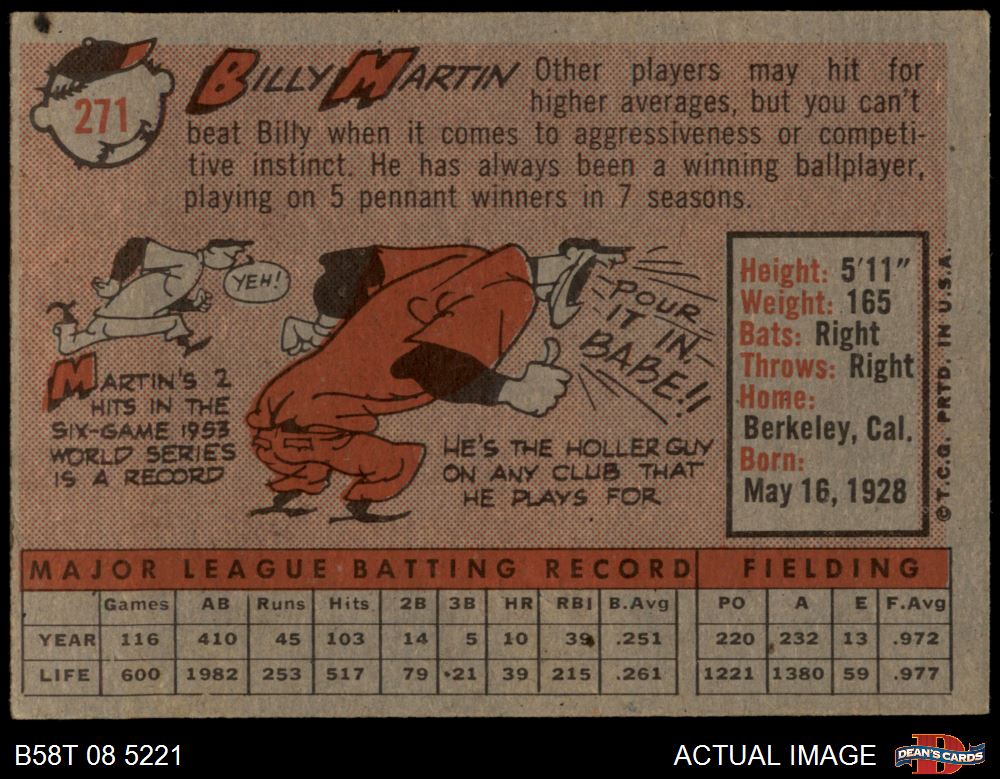 271
BILLY MARTIN
Other players may hit for
higher averages, but you can't
beat Billy when it comes to aggressiveness or competi-
tive instinct. He has always been a winning ballplayer,
playing on 5 pennant winners in 7 seasons.
YEH!
MARTIN'S 2
HITS IN THE
SIX-GAME 1953
WORLD SERIES
IS A RECORD
POUR
IT IN,
BABE!!
HE'S THE HOLLER GUY
ON ANY CLUB THAT
HE PLAYS FOR
Height: 5'11"
Weight: 165
Bats: Right
Throws: Right
Home:
Berkeley, Cal.
Born:
May 16, 1928
© T.C.G. PRTD. IN U.S.A.
MAJOR LEAGUE BATTING RECORD FIELDING
Games AB Runs Hits 2B 3B HR RBI B.Avg PO A E F.Avg
YEAR 116 410 45 103 14 5 10 39 .251 220 232 13 .972
LIFE 600 1982 253 517 79 21 39 215 .261 1221 1380 59 .977
B58T 08 5221
ACTUAL IMAGE
DEAN'S CARDS